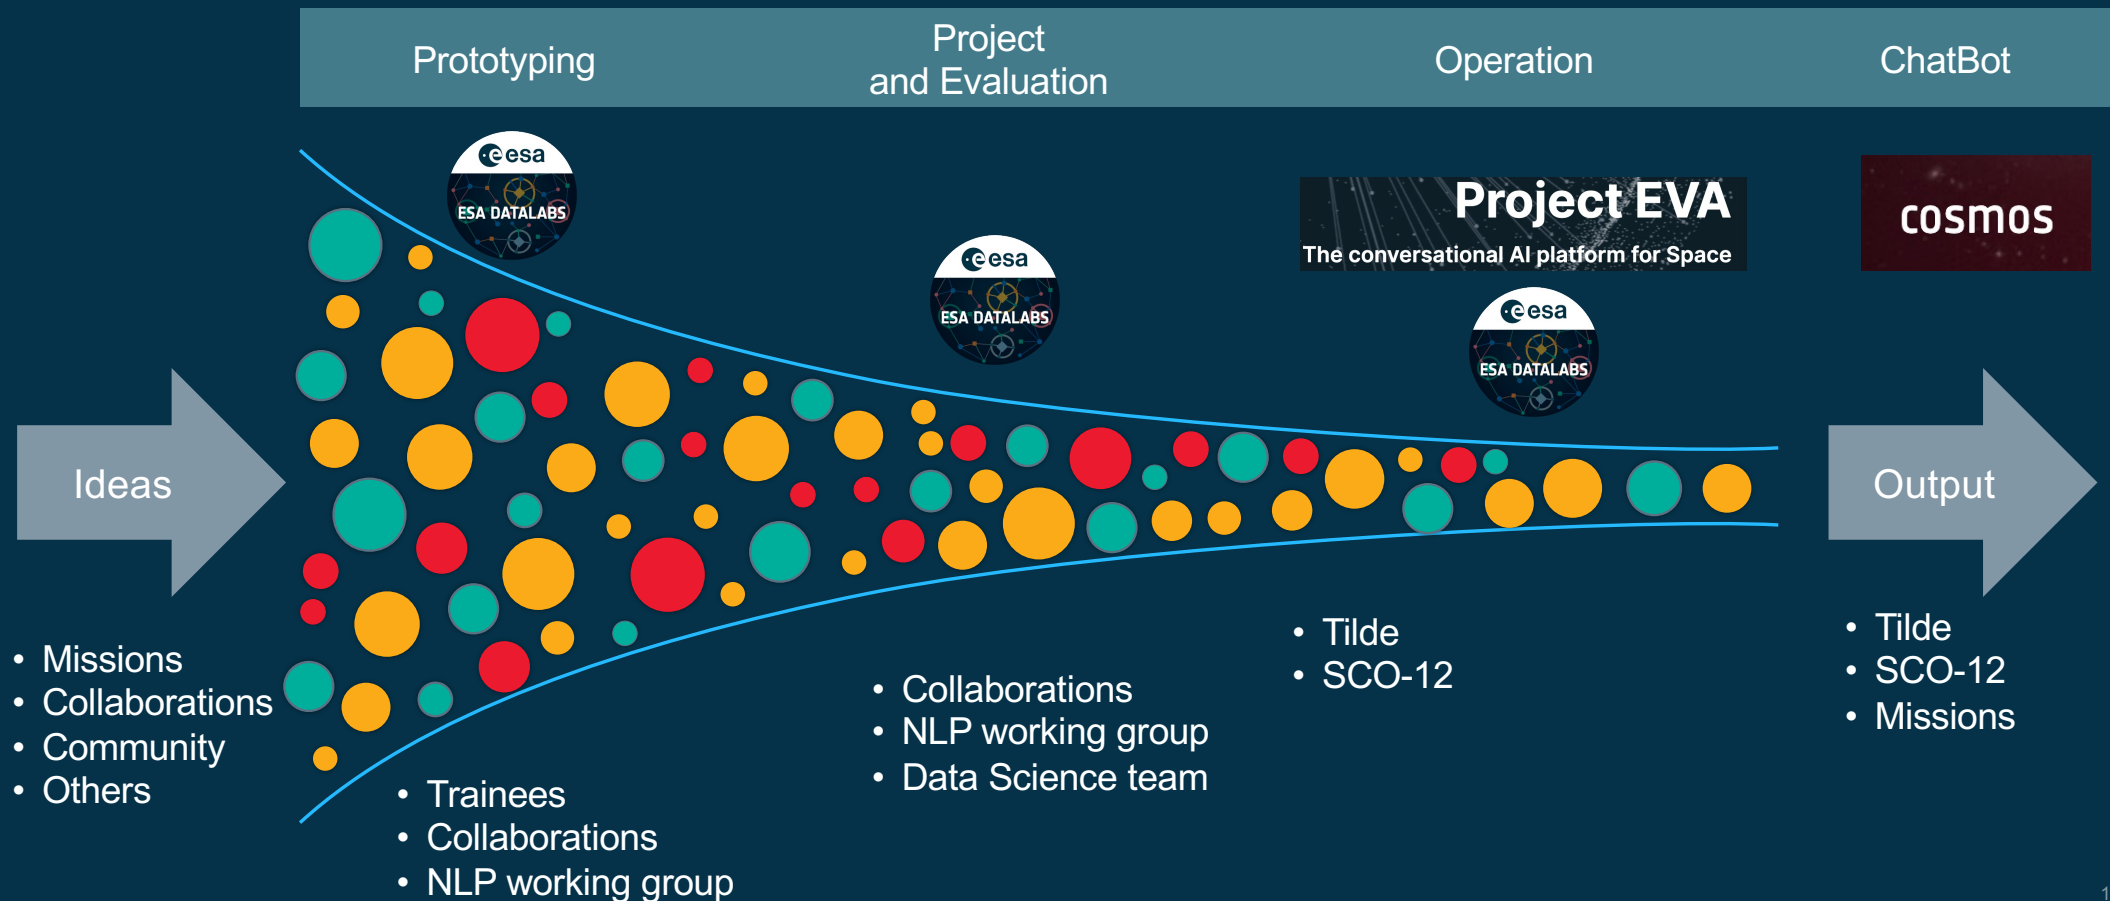 Prototyping
Project
and Evaluation
Operation
ChatBot
esa
ESA DATALABS
esa
ESA DATALABS
Project EVA
The conversational AI platform for Space
esa
ESA DATALABS
cosmos
Ideas
Output
• Missions
• Collaborations
• Community
• Others
• Trainees
• Collaborations
• NLP working group
• Collaborations
• NLP working group
• Data Science team
• Tilde
• SCO-12
• Tilde
• SCO-12
• Missions
1